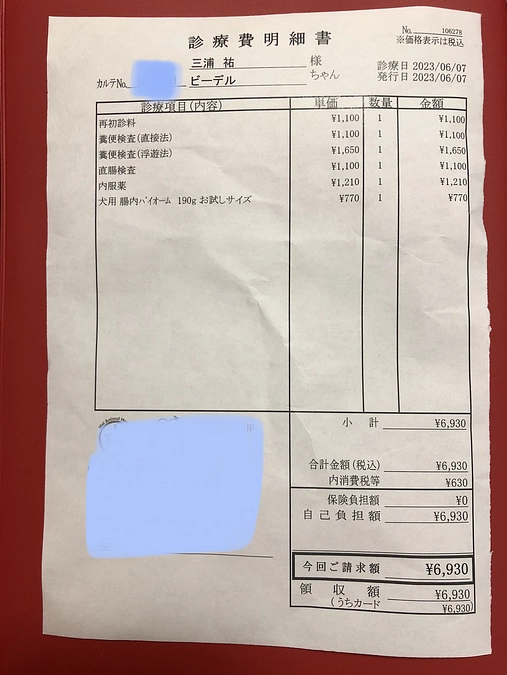 診療費明細書
No. 106278
※価格表示は税込
三浦 祐 様
診療日 2023/06/07
カルテNo. ビーデル ちゃん
発行日 2023/06/07
診療項目(内容) 単価 数量 金額
再初診料 ¥1,100 1 ¥1,100
糞便検査(直接法) ¥1,100 1 ¥1,100
糞便検査(浮遊法) ¥1,650 1 ¥1,650
直腸検査 ¥1,100 1 ¥1,100
内服薬 ¥1,210 1 ¥1,210
犬用 腸内バイオーム 190g お試しサイズ ¥770 1 ¥770
小計 ¥6,930
合計金額(税込) ¥6,930
内消費税等 ¥630
保険負担額 ¥0
自己負担額 ¥6,930
今回ご請求額 ¥6,930
領収額 ¥6,930
(うちカード ¥6,930)